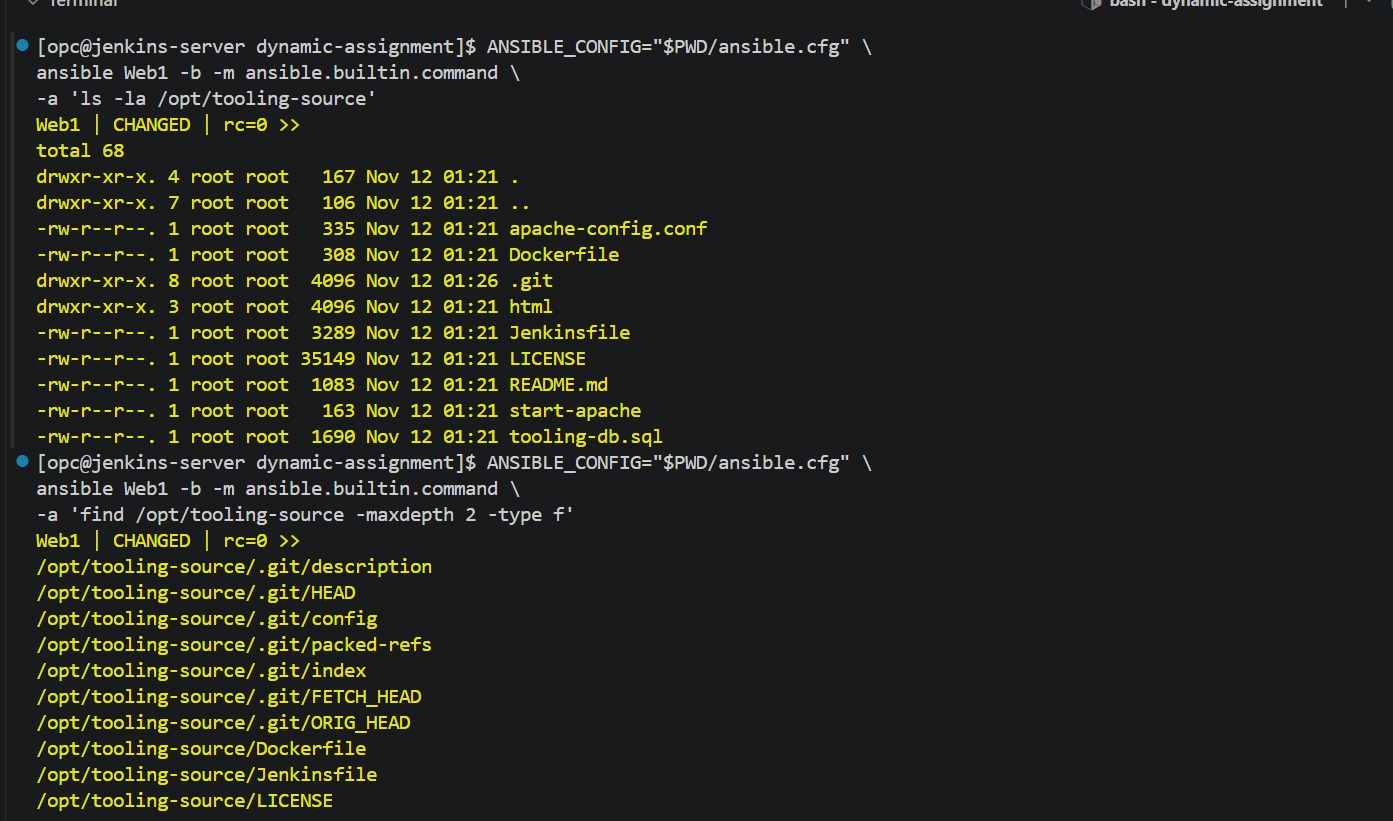 Terminal
bash - dynamic-assignment
[opc@jenkins-server dynamic-assignment]$ ANSIBLE_CONFIG="$PWD/ansible.cfg" \
ansible Web1 -b -m ansible.builtin.command \
-a 'ls -la /opt/tooling-source'
Web1 | CHANGED | rc=0 >>
total 68
drwxr-xr-x. 4 root root   167 Nov 12 01:21 .
drwxr-xr-x. 7 root root   106 Nov 12 01:21 ..
-rw-r--r--. 1 root root   335 Nov 12 01:21 apache-config.conf
-rw-r--r--. 1 root root   308 Nov 12 01:21 Dockerfile
drwxr-xr-x. 8 root root  4096 Nov 12 01:26 .git
drwxr-xr-x. 3 root root  4096 Nov 12 01:21 html
-rw-r--r--. 1 root root  3289 Nov 12 01:21 Jenkinsfile
-rw-r--r--. 1 root root 35149 Nov 12 01:21 LICENSE
-rw-r--r--. 1 root root  1083 Nov 12 01:21 README.md
-rw-r--r--. 1 root root   163 Nov 12 01:21 start-apache
-rw-r--r--. 1 root root  1690 Nov 12 01:21 tooling-db.sql
[opc@jenkins-server dynamic-assignment]$ ANSIBLE_CONFIG="$PWD/ansible.cfg" \
ansible Web1 -b -m ansible.builtin.command \
-a 'find /opt/tooling-source -maxdepth 2 -type f'
Web1 | CHANGED | rc=0 >>
/opt/tooling-source/.git/description
/opt/tooling-source/.git/HEAD
/opt/tooling-source/.git/config
/opt/tooling-source/.git/packed-refs
/opt/tooling-source/.git/index
/opt/tooling-source/.git/FETCH_HEAD
/opt/tooling-source/.git/ORIG_HEAD
/opt/tooling-source/Dockerfile
/opt/tooling-source/Jenkinsfile
/opt/tooling-source/LICENSE